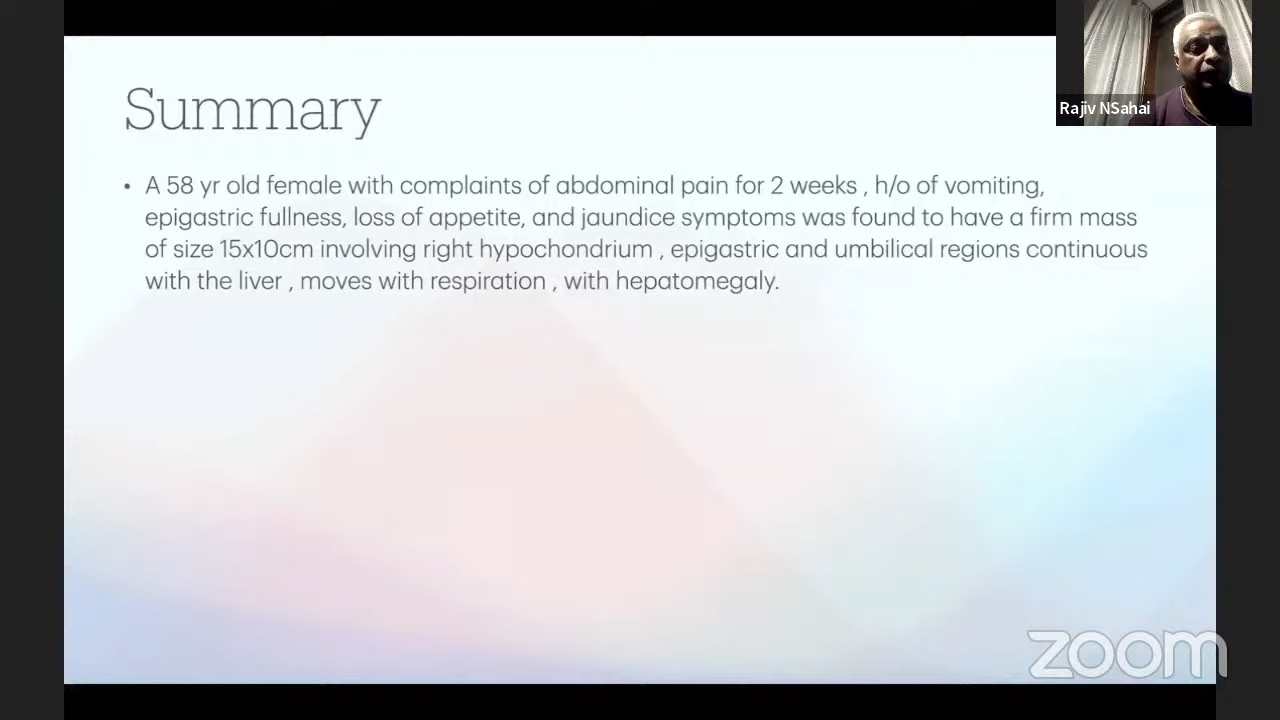 Summary
• A 58 yr old female with complaints of abdominal pain for 2 weeks , h/o of vomiting,
epigastric fullness, loss of appetite, and jaundice symptoms was found to have a firm mass
of size 15x10cm involving right hypochondrium , epigastric and umbilical regions continuous
with the liver , moves with respiration , with hepatomegaly.
Rajiv NSahai
zoom